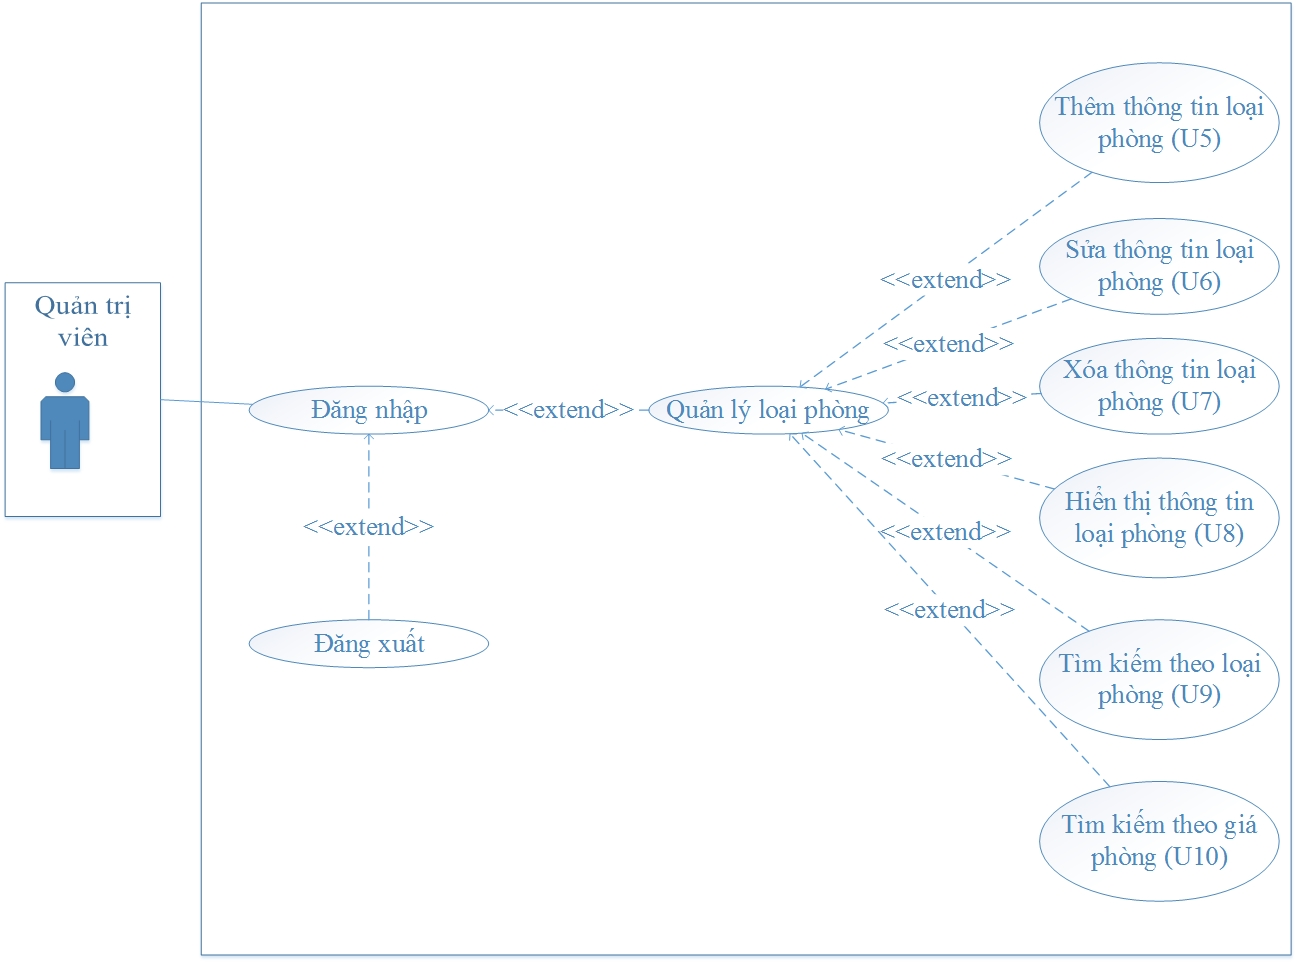 Quản trị
viên
Đăng nhập
<<extend>>
Đăng xuất
<<extend>>
Quản lý loại phòng
<<extend>>
<<extend>>
<<extend>>
<<extend>>
<<extend>>
<<extend>>
Thêm thông tin loại
phòng (U5)
Sửa thông tin loại
phòng (U6)
Xóa thông tin loại
phòng (U7)
Hiển thị thông tin
loại phòng (U8)
Tìm kiếm theo loại
phòng (U9)
Tìm kiếm theo giá
phòng (U10)